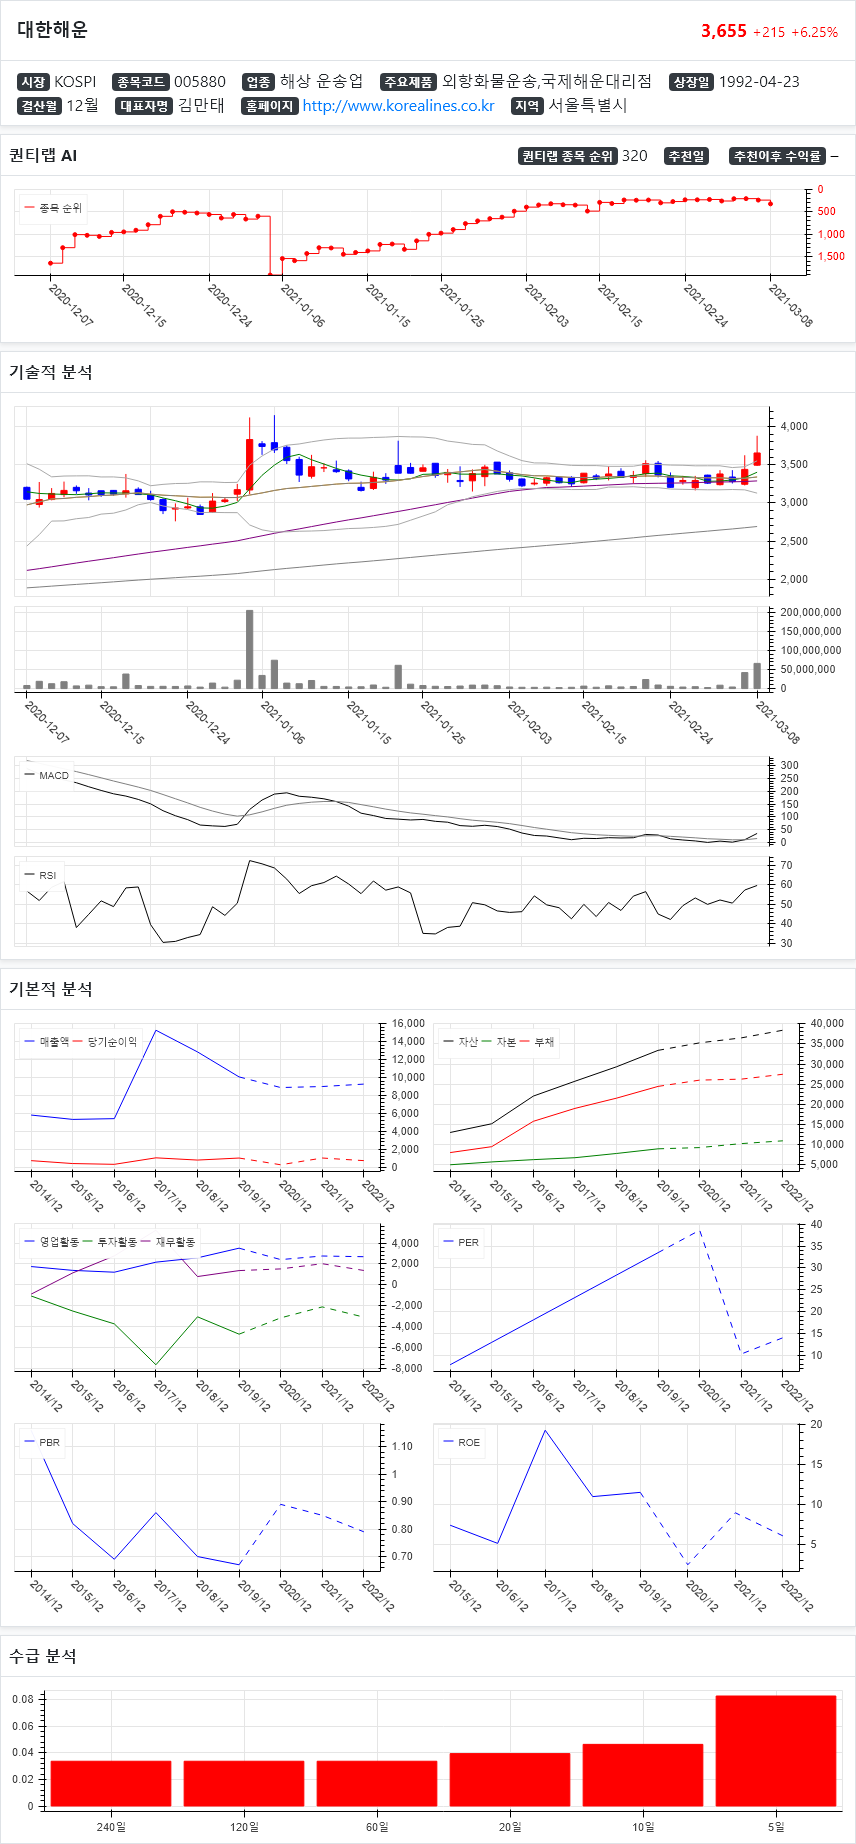 대한해운
3,655 +215 +6.25%
시장 KOSPI 종목코드 005880 업종 해상 운송업 주요제품 외항화물운송,국제해운대리점 상장일 1992-04-23
결산월 12월 대표자명 김만태 홈페이지 http://www.korealines.co.kr 지역 서울특별시
퀀티랩 AI
퀀티랩 종목 순위 320 추천일 추천이후 수익률 –
종목 순위
0
500
1,000
1,500
2020-12-07 2020-12-15 2020-12-24 2021-01-06 2021-01-15 2021-01-25 2021-02-03 2021-02-15 2021-02-24 2021-03-08
기술적 분석
4,000
3,500
3,000
2,500
2,000
200,000,000
150,000,000
100,000,000
50,000,000
0
2020-12-07 2020-12-15 2020-12-24 2021-01-06 2021-01-15 2021-01-25 2021-02-03 2021-02-15 2021-02-24 2021-03-08
MACD
300
250
200
150
100
50
0
RSI
70
60
50
40
30
기본적 분석
매출액 당기순이익
16,000
14,000
12,000
10,000
8,000
6,000
4,000
2,000
0
2014/12 2015/12 2016/12 2017/12 2018/12 2019/12 2020/12 2021/12 2022/12
자산 자본 부채
40,000
35,000
30,000
25,000
20,000
15,000
10,000
5,000
2014/12 2015/12 2016/12 2017/12 2018/12 2019/12 2020/12 2021/12 2022/12
영업활동 투자활동 재무활동
4,000
2,000
0
-2,000
-4,000
-6,000
-8,000
2014/12 2015/12 2016/12 2017/12 2018/12 2019/12 2020/12 2021/12 2022/12
PER
40
35
30
25
20
15
10
2014/12 2015/12 2016/12 2017/12 2018/12 2019/12 2020/12 2021/12 2022/12
PBR
1.10
1
0.90
0.80
0.70
2014/12 2015/12 2016/12 2017/12 2018/12 2019/12 2020/12 2021/12 2022/12
ROE
20
15
10
5
2015/12 2016/12 2017/12 2018/12 2019/12 2020/12 2021/12 2022/12
수급 분석
0.08
0.06
0.04
0.02
0
240일 120일 60일 20일 10일 5일